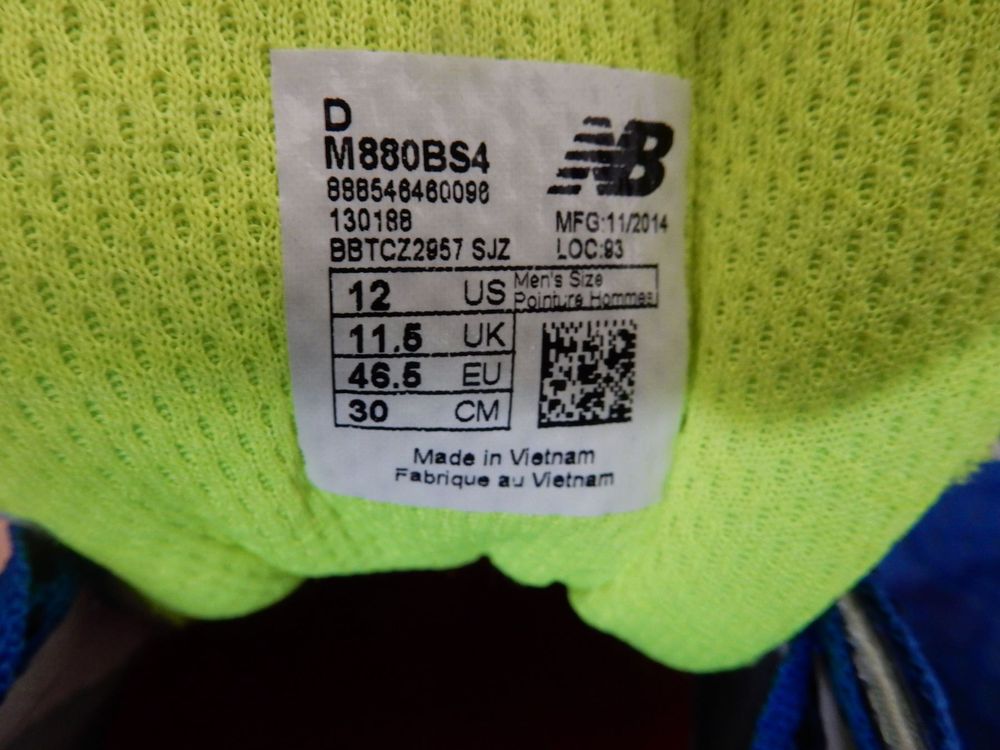 D
M880BS4
NB
888546460096
130188
MFG:11/2014
BBTCZ2957 SJZ
LOC:93
12 US
Men's Size
Pointure Hommes
11.5 UK
46.5 EU
30 CM
Made in Vietnam
Fabrique au Vietnam